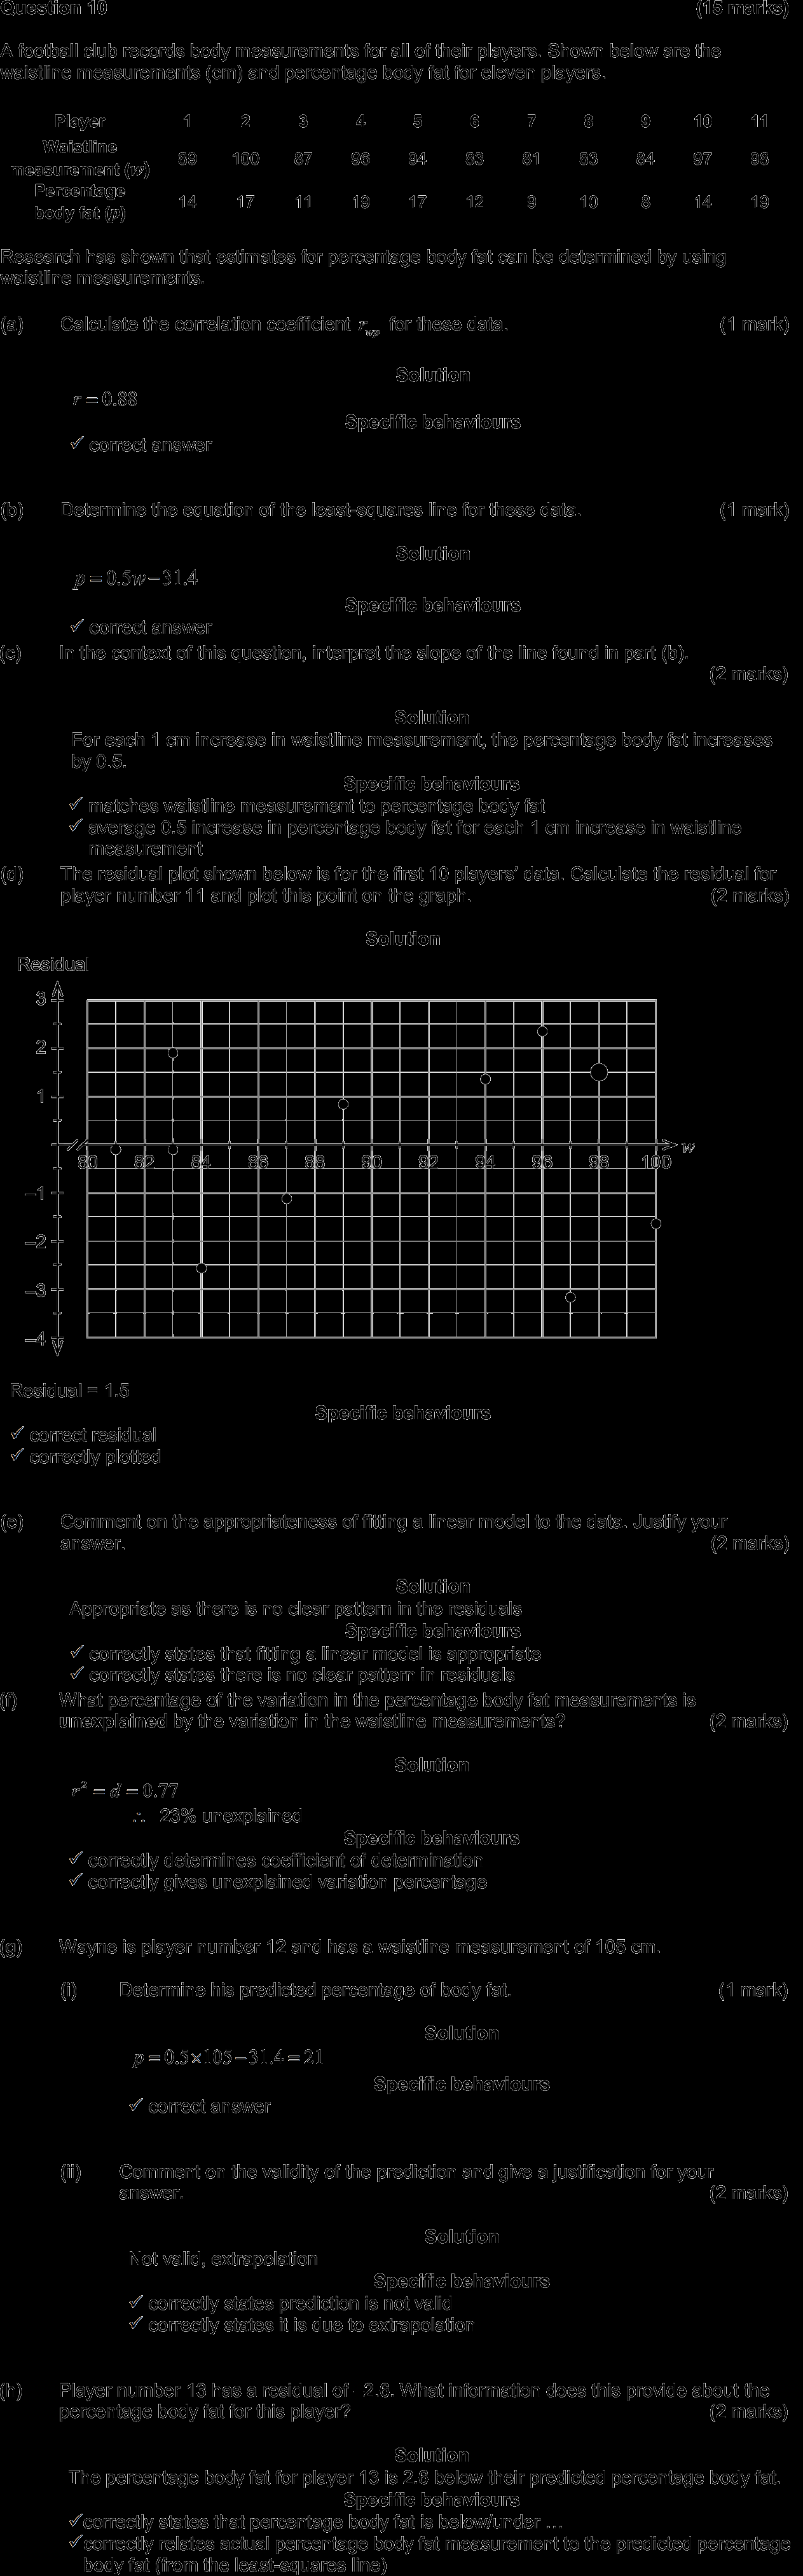 Question 10 (15 marks)
A football club records body measurements for all of their players. Shown below are the
waistline measurements (cm) and percentage body fat for eleven players.
Player 1 2 3 4 5 6 7 8 9 10 11
Waistline
measurement (w) 89 100 87 96 94 83 81 83 84 97 98
Percentage
body fat (p) 14 17 11 19 17 12 9 10 8 14 19
Research has shown that estimates for percentage body fat can be determined by using
waistline measurements.
(a) Calculate the correlation coefficient r_wp for these data. (1 mark)
Solution
r = 0.88
Specific behaviours
✓ correct answer
(b) Determine the equation of the least-squares line for these data. (1 mark)
Solution
p = 0.5w − 31.4
Specific behaviours
✓ correct answer
(c) In the context of this question, interpret the slope of the line found in part (b).
(2 marks)
Solution
For each 1 cm increase in waistline measurement, the percentage body fat increases
by 0.5.
Specific behaviours
✓ matches waistline measurement to percentage body fat
✓ average 0.5 increase in percentage body fat for each 1 cm increase in waistline
measurement
(d) The residual plot shown below is for the first 10 players' data. Calculate the residual for
player number 11 and plot this point on the graph. (2 marks)
Solution
Residual
3
2
1
80 82 84 86 88 90 92 94 96 98 100 w
−1
−2
−3
−4
Residual = 1.5
Specific behaviours
✓ correct residual
✓ correctly plotted
(e) Comment on the appropriateness of fitting a linear model to the data. Justify your
answer. (2 marks)
Solution
Appropriate as there is no clear pattern in the residuals
Specific behaviours
✓ correctly states that fitting a linear model is appropriate
✓ correctly states there is no clear pattern in residuals
(f) What percentage of the variation in the percentage body fat measurements is
unexplained by the variation in the waistline measurements? (2 marks)
Solution
r² = d = 0.77
∴ 23% unexplained
Specific behaviours
✓ correctly determines coefficient of determination
✓ correctly gives unexplained variation percentage
(g) Wayne is player number 12 and has a waistline measurement of 105 cm.
(i) Determine his predicted percentage of body fat. (1 mark)
Solution
p = 0.5×105 − 31.4 = 21
Specific behaviours
✓ correct answer
(ii) Comment on the validity of the prediction and give a justification for your
answer. (2 marks)
Solution
Not valid, extrapolation
Specific behaviours
✓ correctly states prediction is not valid
✓ correctly states it is due to extrapolation
(h) Player number 13 has a residual of - 2.6. What information does this provide about the
percentage body fat for this player? (2 marks)
Solution
The percentage body fat for player 13 is 2.6 below their predicted percentage body fat.
Specific behaviours
✓correctly states that percentage body fat is below/under …
✓correctly relates actual percentage body fat measurement to the predicted percentage
body fat (from the least-squares line)